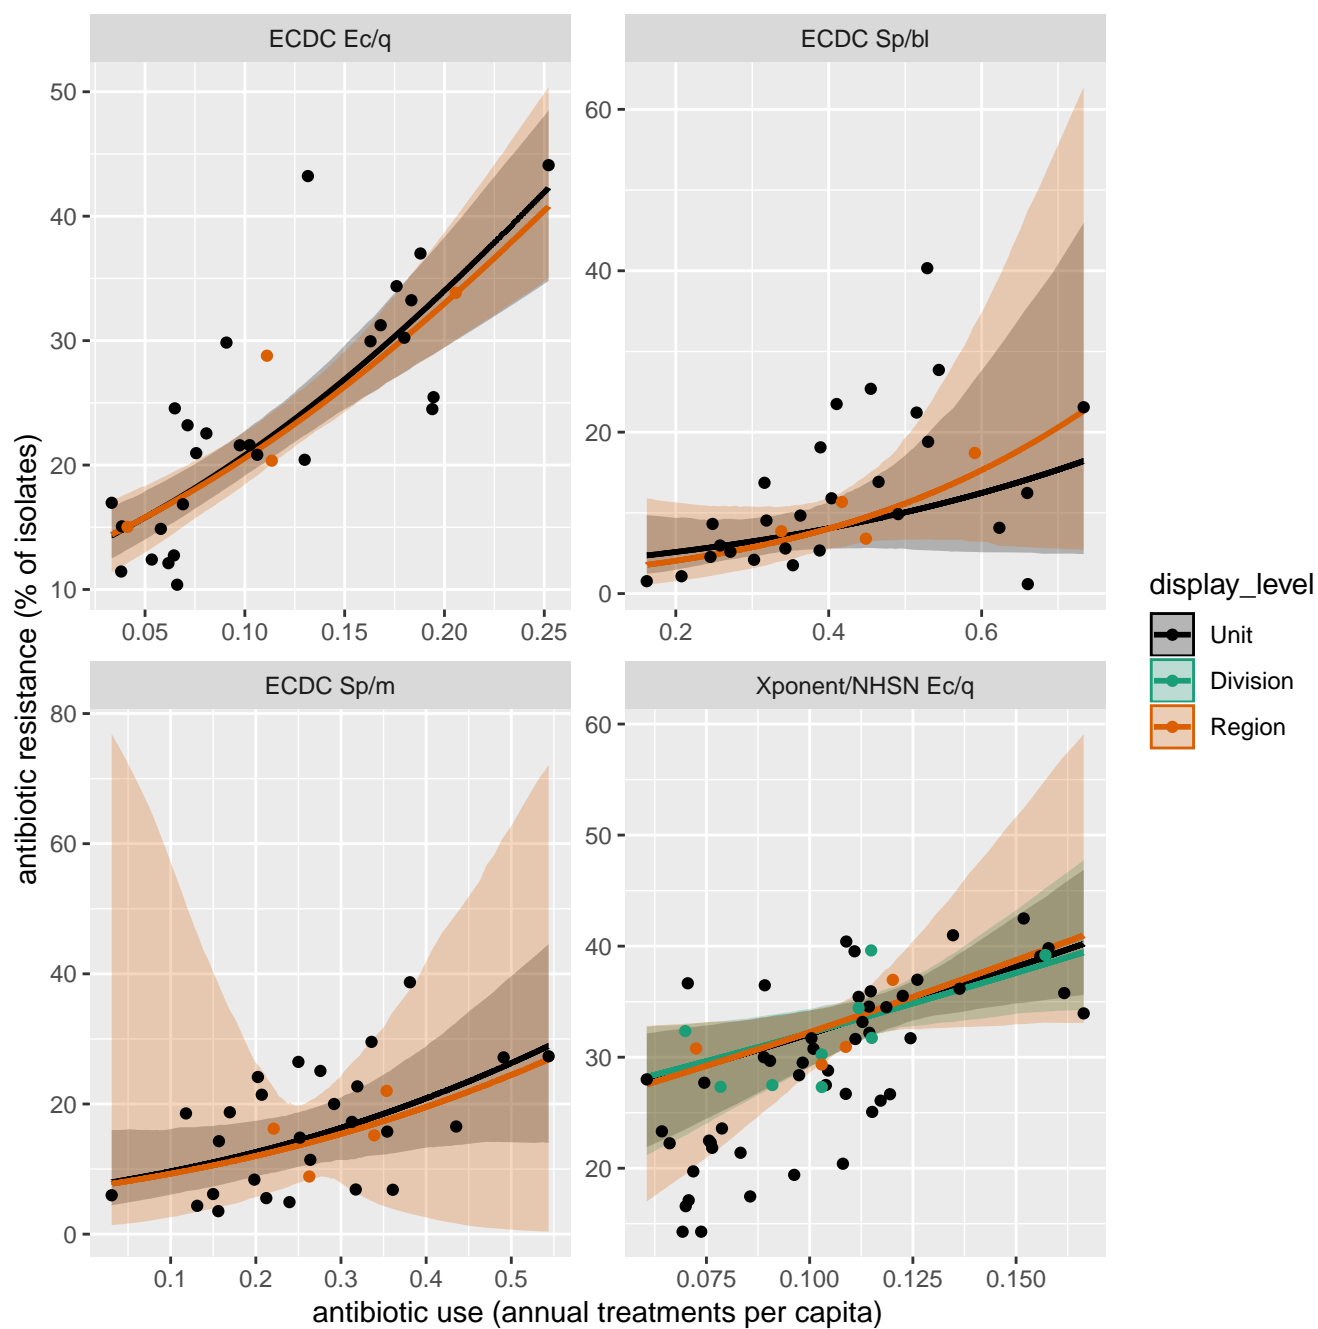 ECDC Ec/q
ECDC Sp/bl
50
40
30
20
10
0.05 0.10 0.15 0.20 0.25
60
40
20
0
0.2 0.4 0.6
ECDC Sp/m
Xponent/NHSN Ec/q
80
60
40
20
0
0.1 0.2 0.3 0.4 0.5
60
50
40
30
20
0.075 0.100 0.125 0.150
antibiotic use (annual treatments per capita)
antibiotic resistance (% of isolates)
display_level
Unit
Division
Region